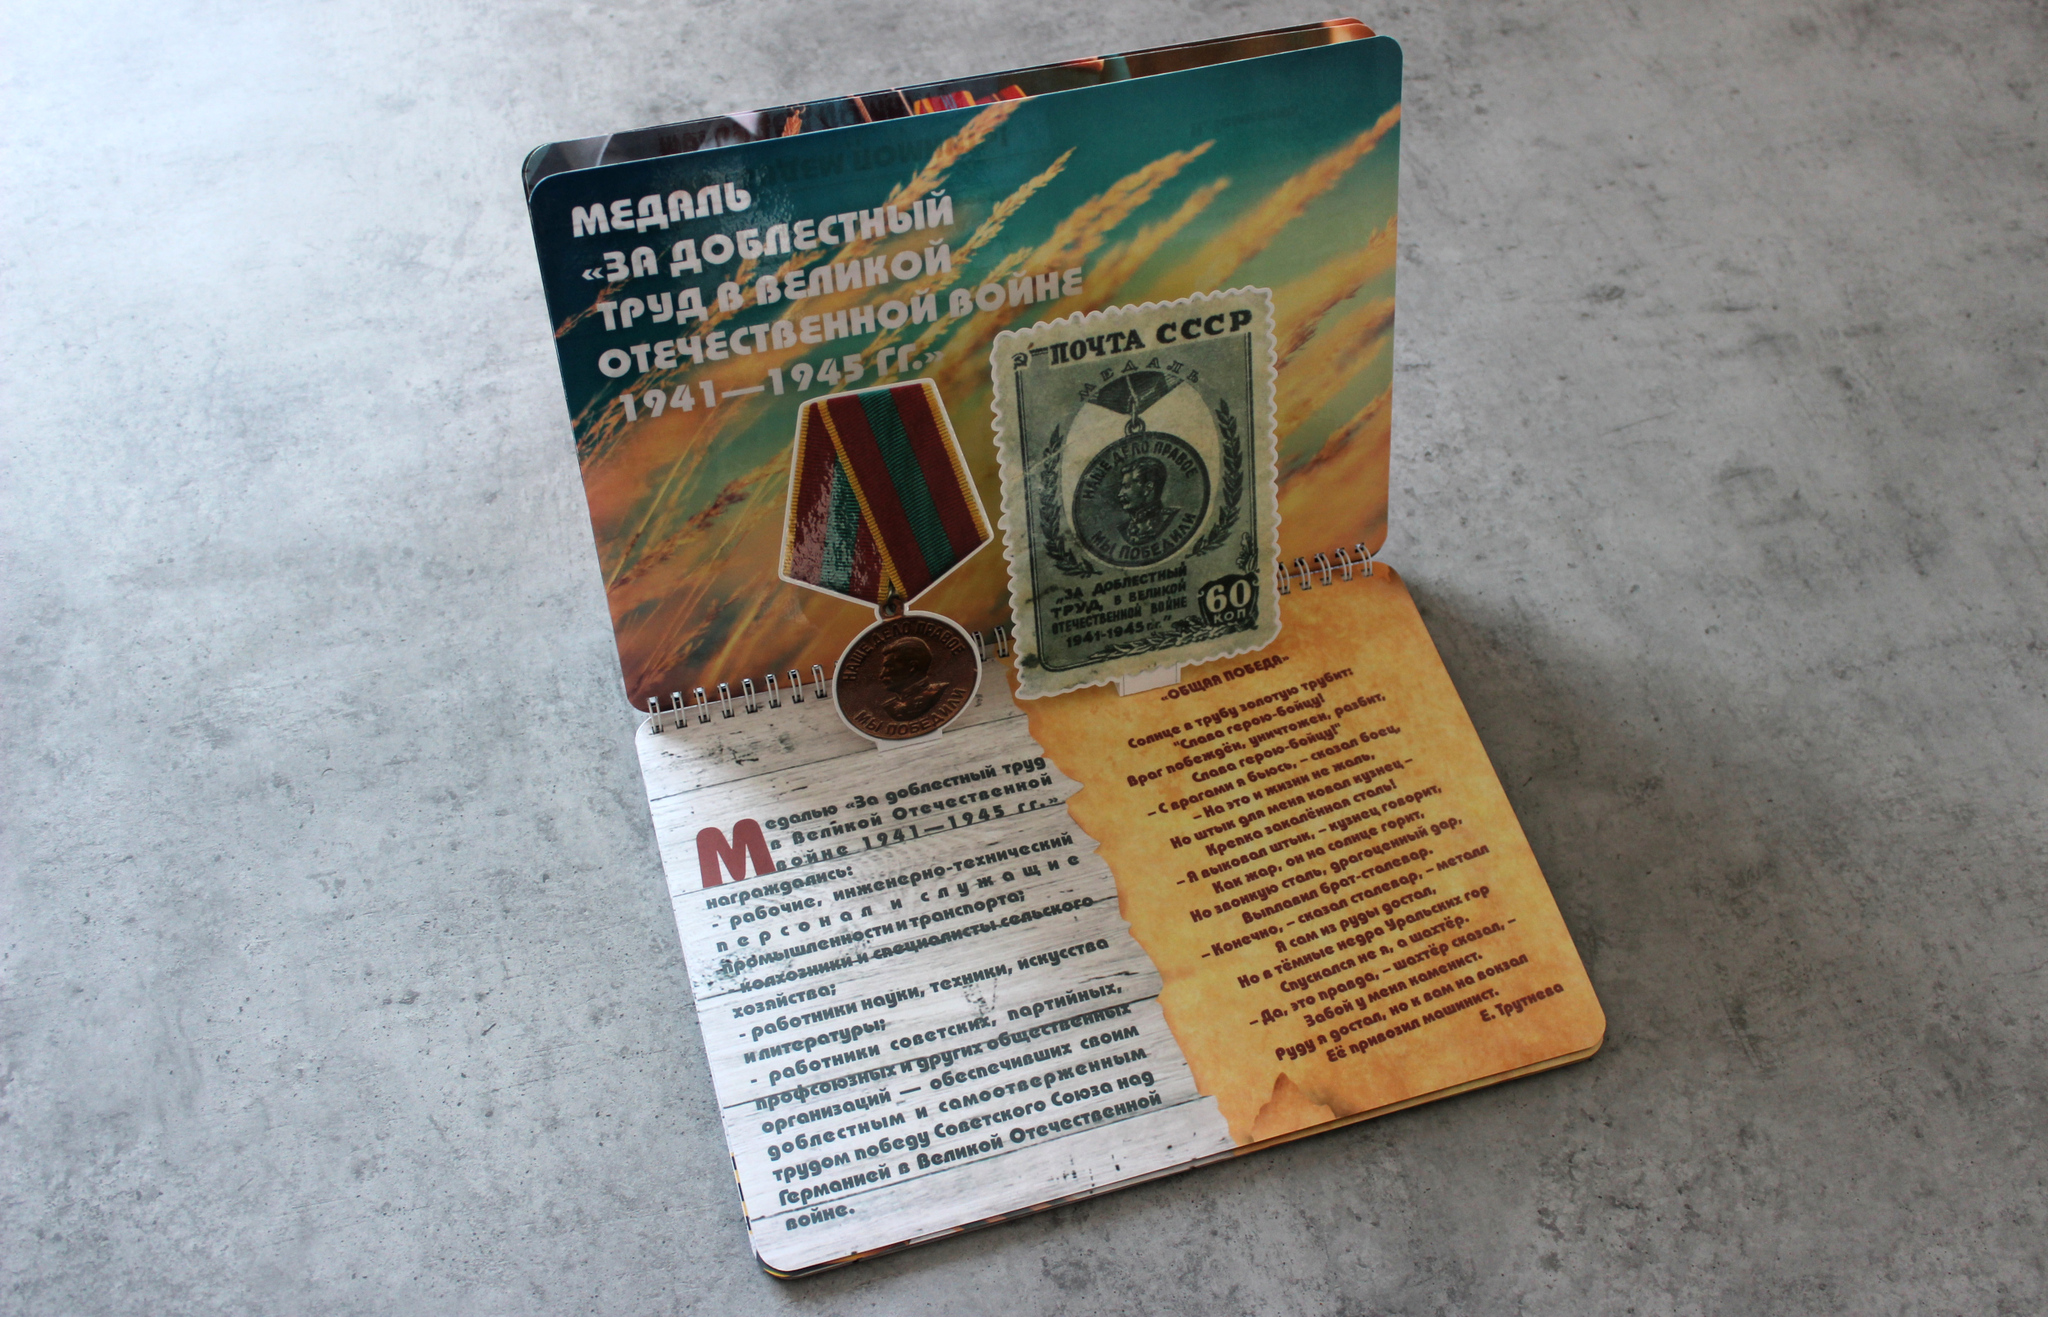 МЕДАЛЬ
«ЗА ДОБЛЕСТНЫЙ
ТРУД В ВЕЛИКОЙ
ОТЕЧЕСТВЕННОЙ ВОЙНЕ
1941—1945 ГГ.»
НАШЕ ДЕЛО ПРАВОЕ
МЫ ПОБЕДИЛИ
ПОЧТА СССР
МЕДАЛЬ
НАШЕ ДЕЛО ПРАВОЕ
МЫ ПОБЕДИЛИ
„ЗА ДОБЛЕСТНЫЙ
ТРУД, В ВЕЛИКОЙ
ОТЕЧЕСТВЕННОЙ ВОЙНЕ
1941-1945 гг."
60
КОП
Медалью «За доблестный труд
в Великой Отечественной
войне 1941—1945 гг.»
награждались:
- рабочие, инженерно-технический
персонал и служащие
промышленности и транспорта;
- колхозники и специалисты сельского
хозяйства;
- работники науки, техники, искусства
и литературы;
- работники советских, партийных,
профсоюзных и других общественных
организаций — обеспечивших своим
доблестным и самоотверженным
трудом победу Советского Союза над
Германией в Великой Отечественной
войне.
«ОБЩАЯ ПОБЕДА»
Солнце в трубу золотую трубит:
"Слава герою-бойцу!
Враг побеждён, уничтожен, разбит,
Слава герою-бойцу!"
– С врагами я бьюсь, – сказал боец,
– На это и жизни не жаль,
Но штык для меня ковал кузнец –
Крепка закалённая сталь!
– Я выковал штык, – кузнец говорит,
Как жар, он на солнце горит,
Но звонкую сталь, драгоценный дар,
Выплавил брат-сталевар.
– Конечно, – сказал сталевар, – металл
Я сам из руды достал,
Но в тёмные недра Уральских гор
Спускался не я, а шахтёр.
– Да, это правда, – шахтёр сказал, –
Забой у меня каменист.
Руду я достал, но к вам на вокзал
Её привозил машинист.
Е. Трутнева